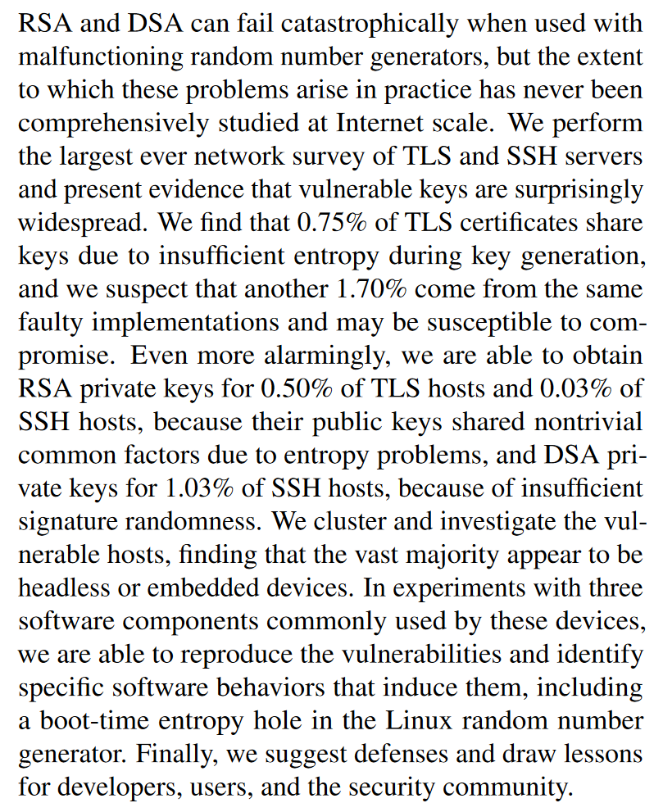 RSA and DSA can fail catastrophically when used with
malfunctioning random number generators, but the extent
to which these problems arise in practice has never been
comprehensively studied at Internet scale. We perform
the largest ever network survey of TLS and SSH servers
and present evidence that vulnerable keys are surprisingly
widespread. We find that 0.75% of TLS certificates share
keys due to insufficient entropy during key generation,
and we suspect that another 1.70% come from the same
faulty implementations and may be susceptible to com-
promise. Even more alarmingly, we are able to obtain
RSA private keys for 0.50% of TLS hosts and 0.03% of
SSH hosts, because their public keys shared nontrivial
common factors due to entropy problems, and DSA pri-
vate keys for 1.03% of SSH hosts, because of insufficient
signature randomness. We cluster and investigate the vul-
nerable hosts, finding that the vast majority appear to be
headless or embedded devices. In experiments with three
software components commonly used by these devices,
we are able to reproduce the vulnerabilities and identify
specific software behaviors that induce them, including
a boot-time entropy hole in the Linux random number
generator. Finally, we suggest defenses and draw lessons
for developers, users, and the security community.